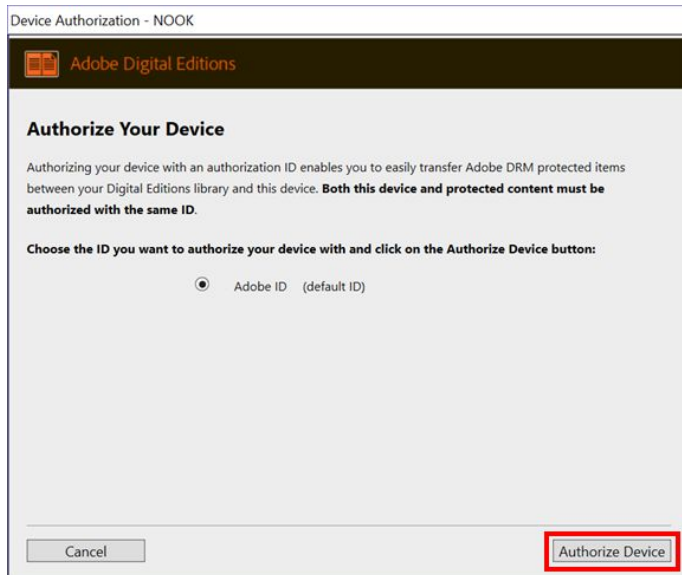 Device Authorization - NOOK
Adobe Digital Editions
Authorize Your Device
Authorizing your device with an authorization ID enables you to easily transfer Adobe DRM protected items
between your Digital Editions library and this device. Both this device and protected content must be
authorized with the same ID.
Choose the ID you want to authorize your device with and click on the Authorize Device button:
Adobe ID (default ID)
Cancel
Authorize Device